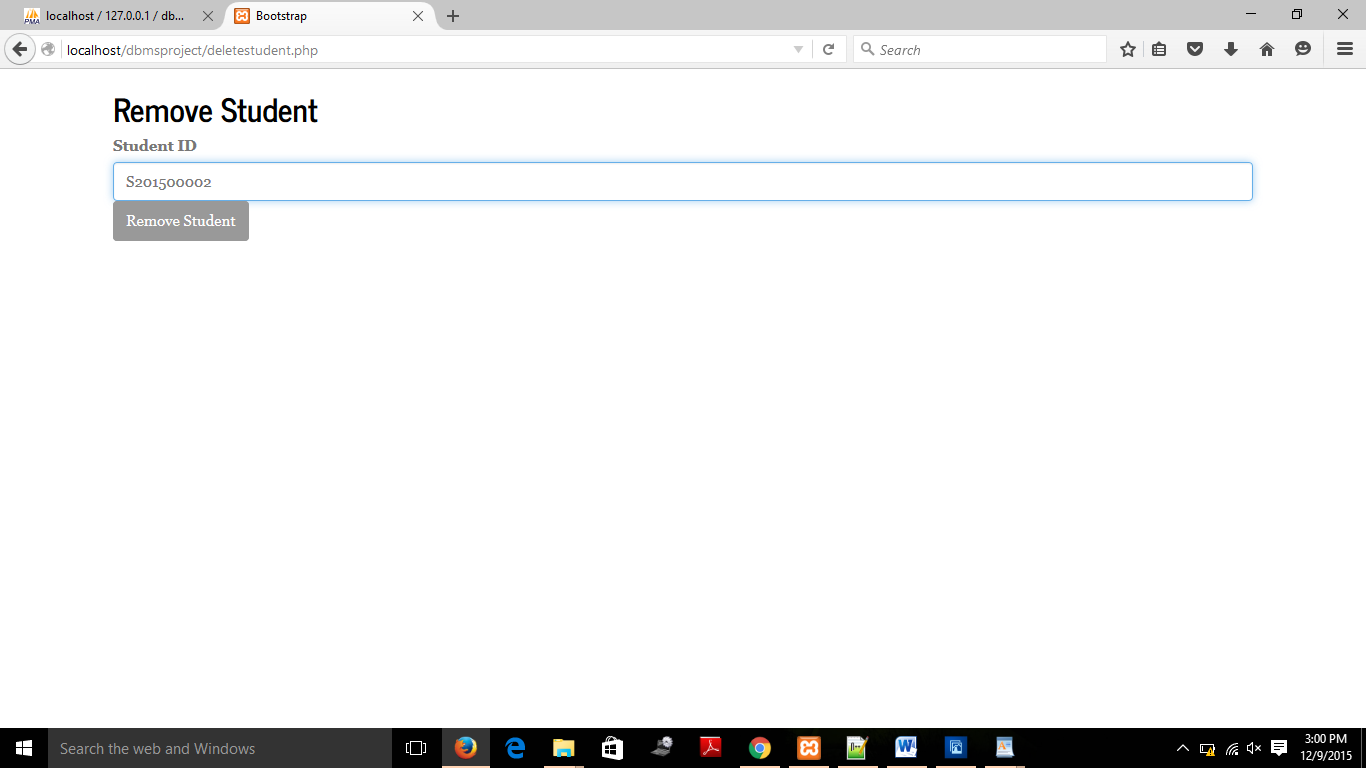 localhost / 127.0.0.1 / db...
Bootstrap
localhost/dbmsproject/deletestudent.php
Search
Remove Student
Student ID
S201500002
Remove Student
Search the web and Windows
3:00 PM
12/9/2015